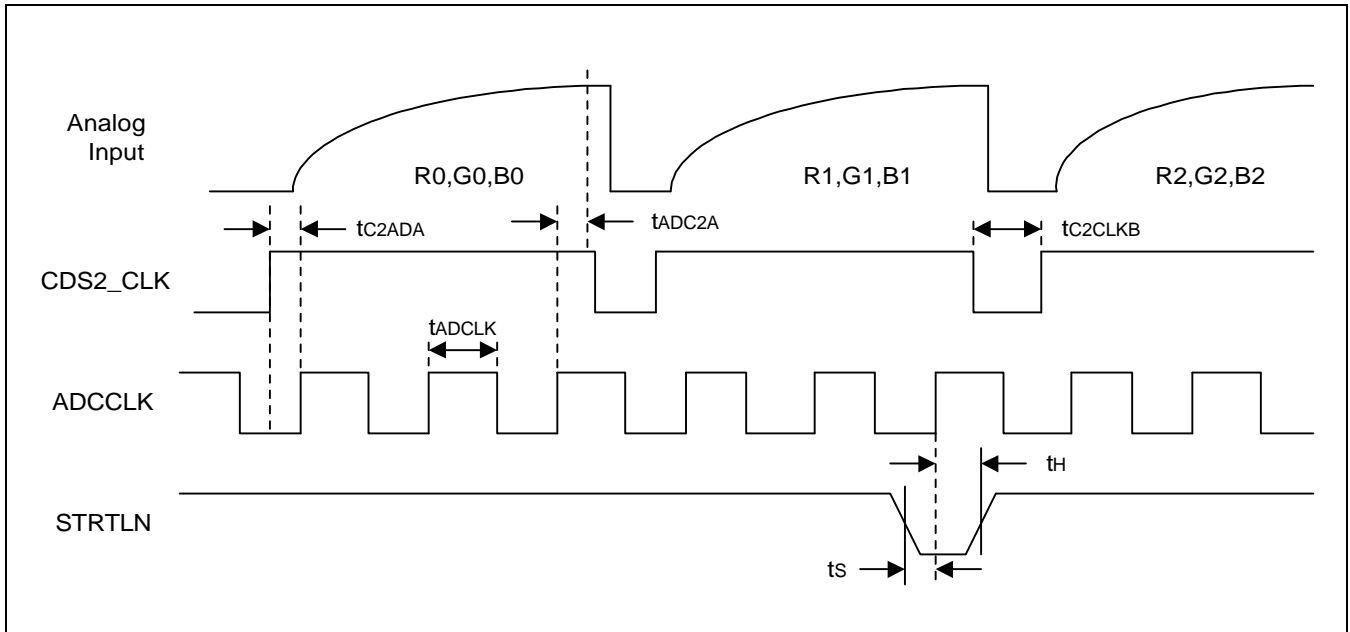 Analog
Input
R0,G0,B0
R1,G1,B1
R2,G2,B2
tC2ADA
tADC2A
tC2CLKB
CDS2_CLK
tADCLK
ADCCLK
tH
STRTLN
tS